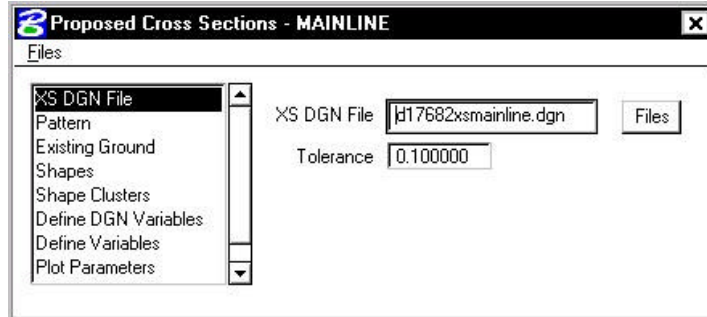 Proposed Cross Sections - MAINLINE
Files
XS DGN File
Pattern
Existing Ground
Shapes
Shape Clusters
Define DGN Variables
Define Variables
Plot Parameters
XS DGN File d17682xsmainline.dgn Files
Tolerance 0.100000